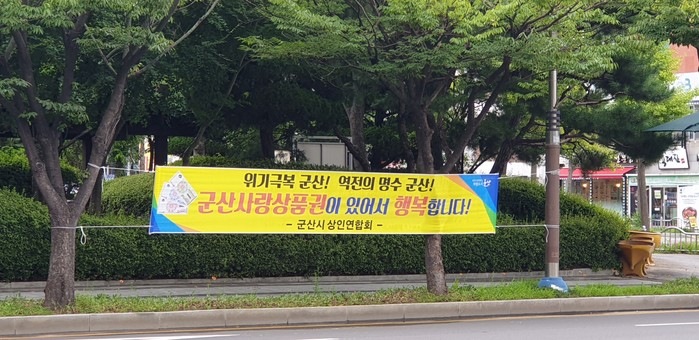 위기극복 군산! 역전의 명수 군산!
군산사랑상품권이 있어서 행복합니다!
- 군산시 상인연합회 -